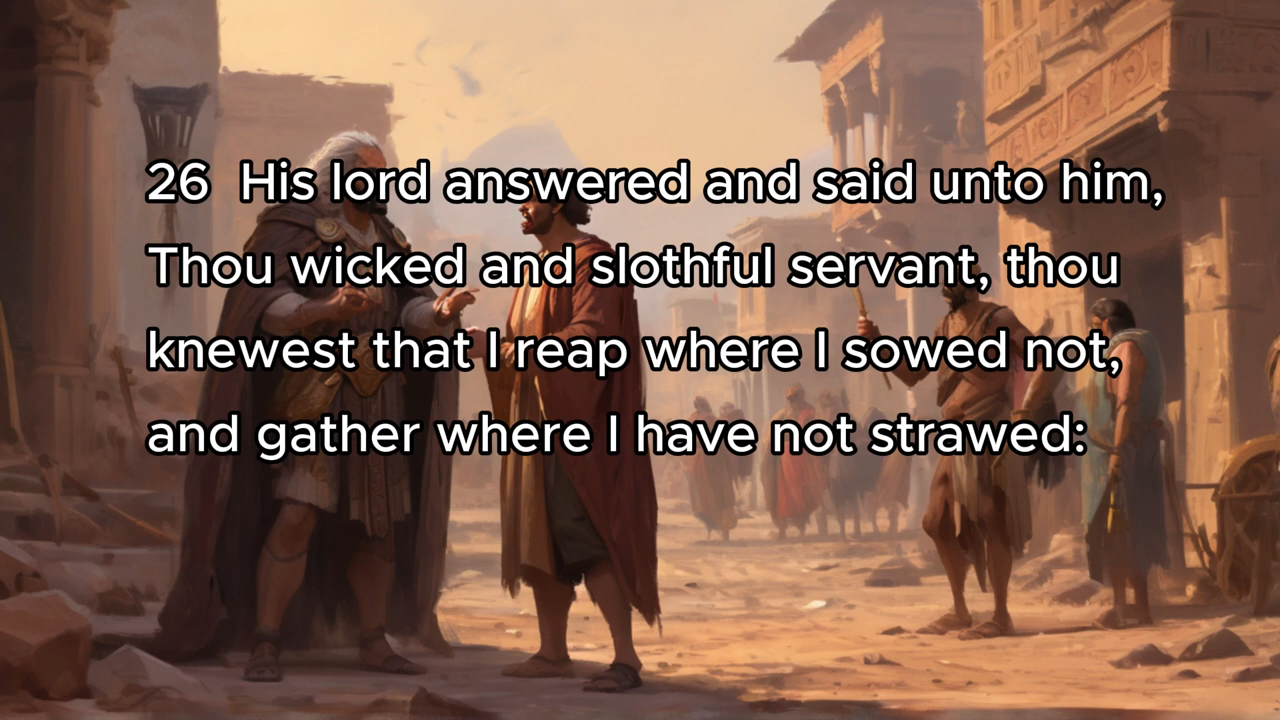 26  His lord answered and said unto him,
Thou wicked and slothful servant, thou
knewest that I reap where I sowed not,
and gather where I have not strawed: